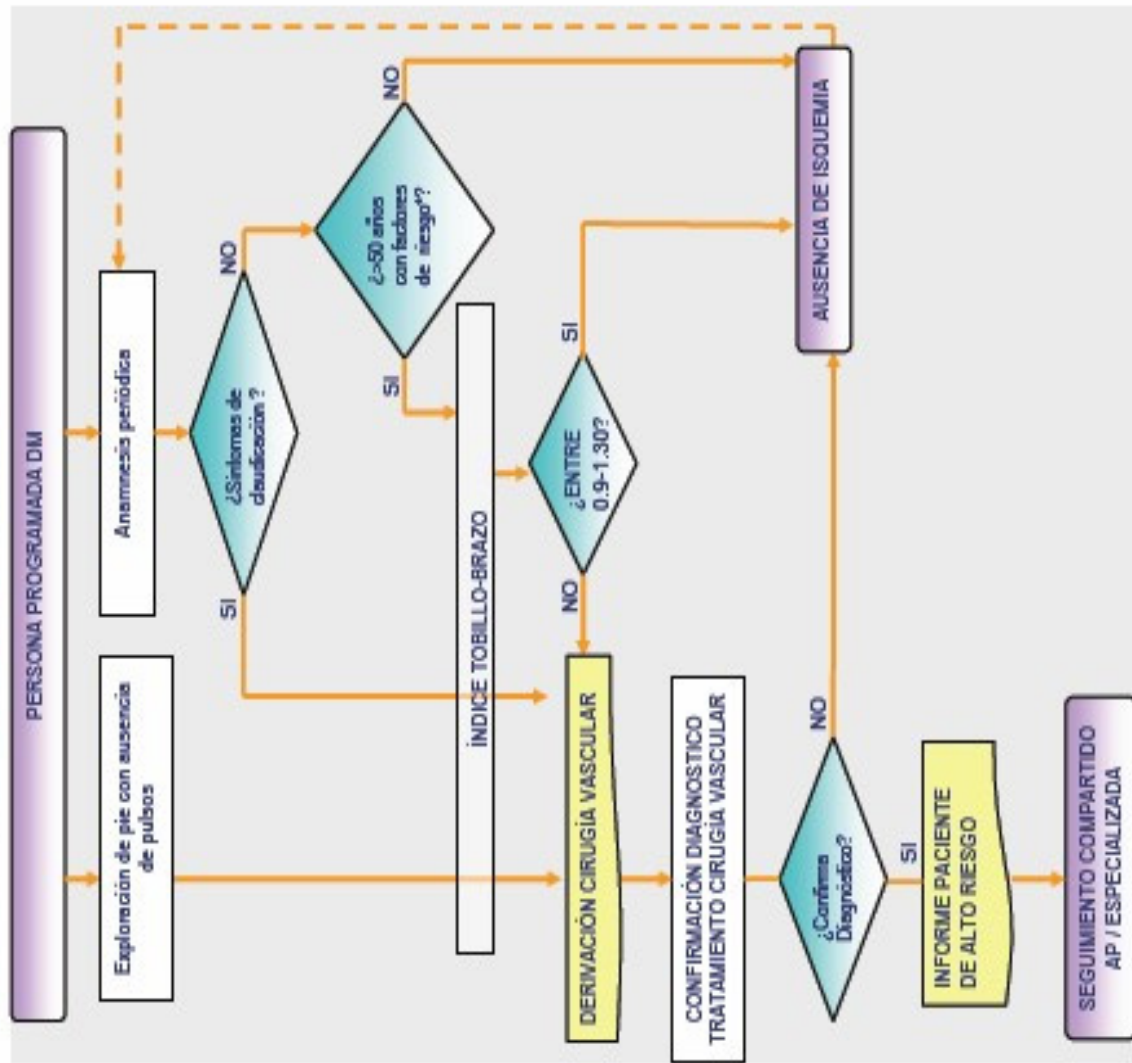 PERSONA PROGRAMADA DM
Exploración de pie con ausencia
de pulsos
Anamnesis periódica
¿Síntomas de
claudicación ?
SI
NO
¿>50 años
con factores
de riesgo*?
SI
NO
ÍNDICE TOBILLO-BRAZO
¿ENTRE
0.9-1.30?
NO
SI
DERIVACIÓN CIRUGÍA VASCULAR
CONFIRMACIÓN DIAGNOSTICO
TRATAMIENTO CIRUGÍA VASCULAR
¿Confirma
Diagnóstico?
NO
SI
AUSENCIA DE ISQUEMIA
INFORME PACIENTE
DE ALTO RIESGO
SEGUIMIENTO COMPARTIDO
AP / ESPECIALIZADA